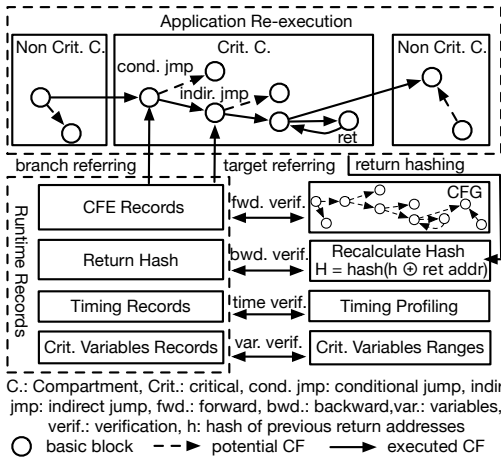 Application Re-execution
Non Crit. C.
Crit. C.
Non Crit. C.
cond. jmp
indir. jmp
ret
branch referring
target referring
return hashing
Runtime Records
CFE Records
fwd. verif.
CFG
Return Hash
bwd. verif.
Recalculate Hash
H = hash(h ⊕ ret addr)
Timing Records
time verif.
Timing Profiling
Crit. Variables Records
var. verif.
Crit. Variables Ranges
C.: Compartment, Crit.: critical, cond. jmp: conditional jump, indir
jmp: indirect jump, fwd.: forward, bwd.: backward,var.: variables,
verif.: verification, h: hash of previous return addresses
basic block
potential CF
executed CF